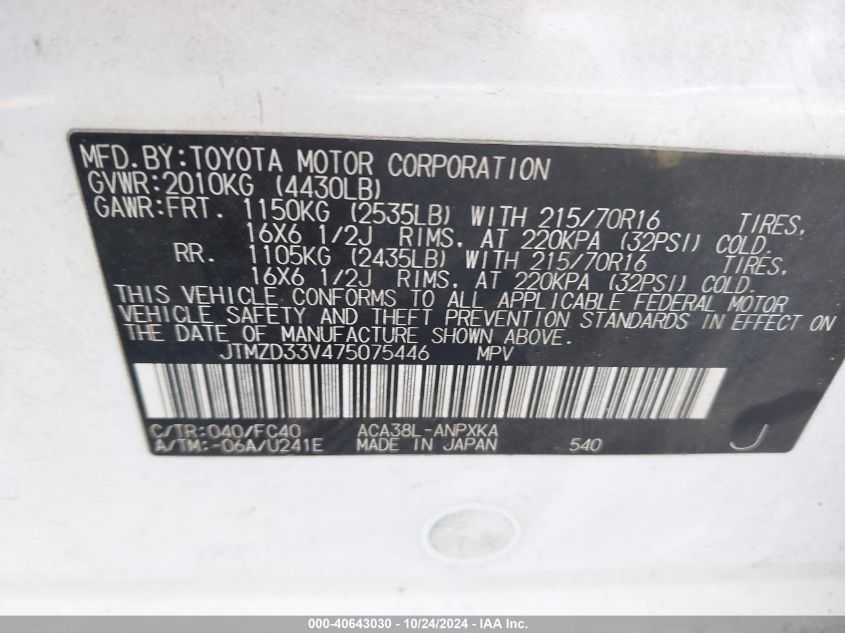 MFD.BY:TOYOTA MOTOR CORPORATION
GVWR:2010KG (4430LB)
GAWR:FRT. 1150KG (2535LB) WITH 215/70R16 TIRES,
16X6 1/2J RIMS. AT 220KPA (32PSI) COLD.
RR. 1105KG (2435LB) WITH 215/70R16 TIRES,
16X6 1/2J RIMS. AT 220KPA (32PSI) COLD.
THIS VEHICLE CONFORMS TO ALL APPLICABLE FEDERAL MOTOR
VEHICLE SAFETY AND THEFT PREVENTION STANDARDS IN EFFECT ON
THE DATE OF MANUFACTURE SHOWN ABOVE.
JTMZD33V475075446 MPV
C/TR:040/FC40 ACA38L-ANPXKA
A/TM:-06A/U241E MADE IN JAPAN 540 J
000-40643030 - 10/24/2024 - IAA Inc.